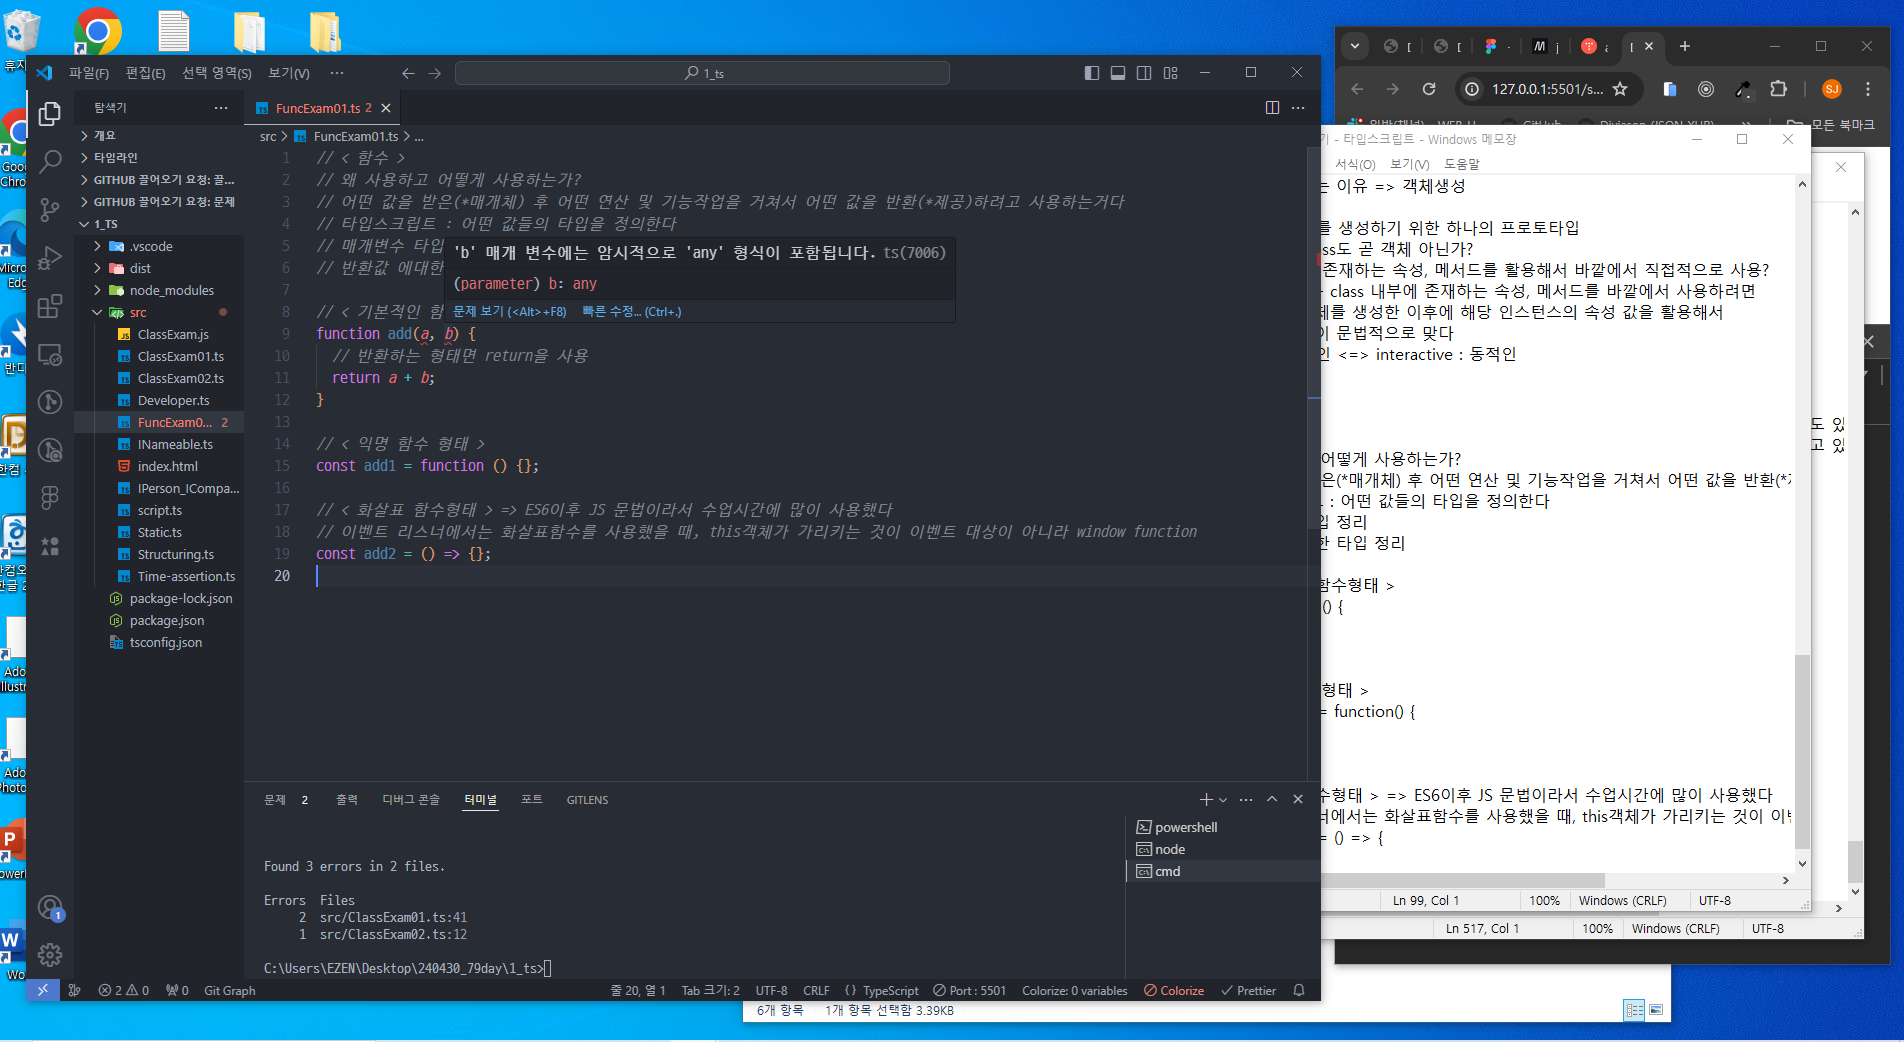 파일(F) 편집(E) 선택 영역(S) 보기(V) ···
1_ts
탐색기
개요
타임라인
GITHUB 끌어오기 요청: 끌...
GITHUB 끌어오기 요청: 문제
1_TS
.vscode
dist
node_modules
src
ClassExam.js
ClassExam01.ts
ClassExam02.ts
Developer.ts
FuncExam0... 2
INameable.ts
index.html
IPerson_ICompa...
script.ts
Static.ts
Structuring.ts
Time-assertion.ts
package-lock.json
package.json
tsconfig.json
FuncExam01.ts 2
src > FuncExam01.ts > ...
1 // < 함수 >
2 // 왜 사용하고 어떻게 사용하는가?
3 // 어떤 값을 받은(*매개체) 후 어떤 연산 및 기능작업을 거쳐서 어떤 값을 반환(*제공)하려고 사용하는거다
4 // 타입스크립트 : 어떤 값들의 타입을 정의한다
5 // 매개변수 타입
6 // 반환값 에대한
7
8 // < 기본적인 함
9 function add(a, b) {
10 // 반환하는 형태면 return을 사용
11 return a + b;
12 }
13
14 // < 익명 함수 형태 >
15 const add1 = function () {};
16
17 // < 화살표 함수형태 > => ES6이후 JS 문법이라서 수업시간에 많이 사용했다
18 // 이벤트 리스너에서는 화살표함수를 사용했을 때, this객체가 가리키는 것이 이벤트 대상이 아니라 window function
19 const add2 = () => {};
20
'b' 매개 변수에는 암시적으로 'any' 형식이 포함됩니다. ts(7006)
(parameter) b: any
문제 보기 (<Alt>+F8) 빠른 수정... (Ctrl+.)
문제 2 출력 디버그 콘솔 터미널 포트 GITLENS
Found 3 errors in 2 files.
Errors Files
2 src/ClassExam01.ts:41
1 src/ClassExam02.ts:12
C:\Users\EZEN\Desktop\240430_79day\1_ts>
powershell
node
cmd
1
2 0 0 Git Graph 줄 20, 열 1 Tab 크기: 2 UTF-8 CRLF {} TypeScript Port : 5501 Colorize: 0 variables Colorize Prettier
6개 항목 1개 항목 선택함 3.39KB
127.0.0.1:5501/s...
SJ
GitHub
모든 북마크
- 타입스크립트 - Windows 메모장
서식(O) 보기(V) 도움말
는 이유 => 객체생성
를 생성하기 위한 하나의 프로토타입
ss도 곧 객체 아닌가?
존재하는 속성, 메서드를 활용해서 바깥에서 직접적으로 사용?
class 내부에 존재하는 속성, 메서드를 바깥에서 사용하려면
체를 생성한 이후에 해당 인스턴스의 속성 값을 활용해서
이 문법적으로 맞다
인 <=> interactive : 동적인
어떻게 사용하는가?
은(*매개체) 후 어떤 연산 및 기능작업을 거쳐서 어떤 값을 반환(*
: 어떤 값들의 타입을 정의한다
입 정리
한 타입 정리
함수형태 >
() {
형태 >
= function() {
수형태 > => ES6이후 JS 문법이라서 수업시간에 많이 사용했다
너에서는 화살표함수를 사용했을 때, this객체가 가리키는 것이 이벤
= () => {
Ln 99, Col 1 100% Windows (CRLF) UTF-8
도 있
고 있
Ln 517, Col 1 100% Windows (CRLF) UTF-8